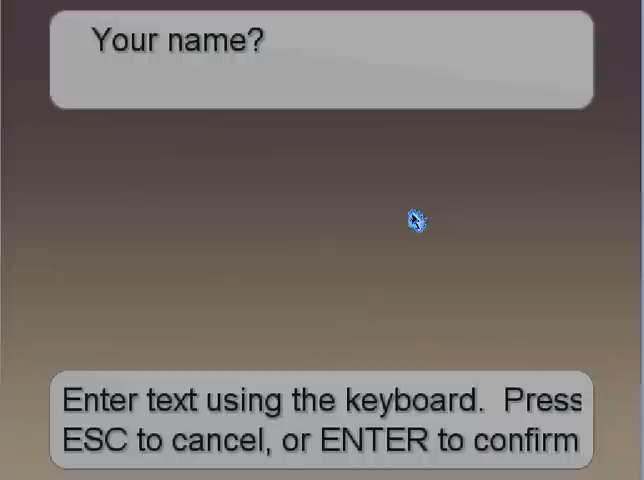 Your name?
Enter text using the keyboard.  Press
ESC to cancel, or ENTER to confirm